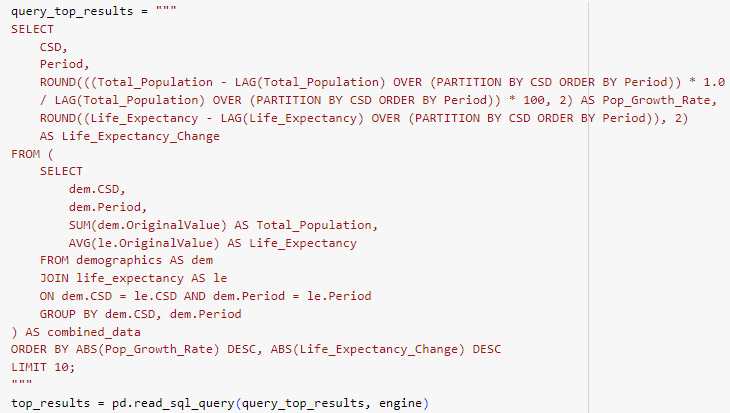 query_top_results = """
SELECT
    CSD,
    Period,
    ROUND(((Total_Population - LAG(Total_Population) OVER (PARTITION BY CSD ORDER BY Period)) * 1.0
    / LAG(Total_Population) OVER (PARTITION BY CSD ORDER BY Period)) * 100, 2) AS Pop_Growth_Rate,
    ROUND((Life_Expectancy - LAG(Life_Expectancy) OVER (PARTITION BY CSD ORDER BY Period)), 2)
    AS Life_Expectancy_Change
FROM (
    SELECT
        dem.CSD,
        dem.Period,
        SUM(dem.OriginalValue) AS Total_Population,
        AVG(le.OriginalValue) AS Life_Expectancy
    FROM demographics AS dem
    JOIN life_expectancy AS le
    ON dem.CSD = le.CSD AND dem.Period = le.Period
    GROUP BY dem.CSD, dem.Period
) AS combined_data
ORDER BY ABS(Pop_Growth_Rate) DESC, ABS(Life_Expectancy_Change) DESC
LIMIT 10;
"""
top_results = pd.read_sql_query(query_top_results, engine)